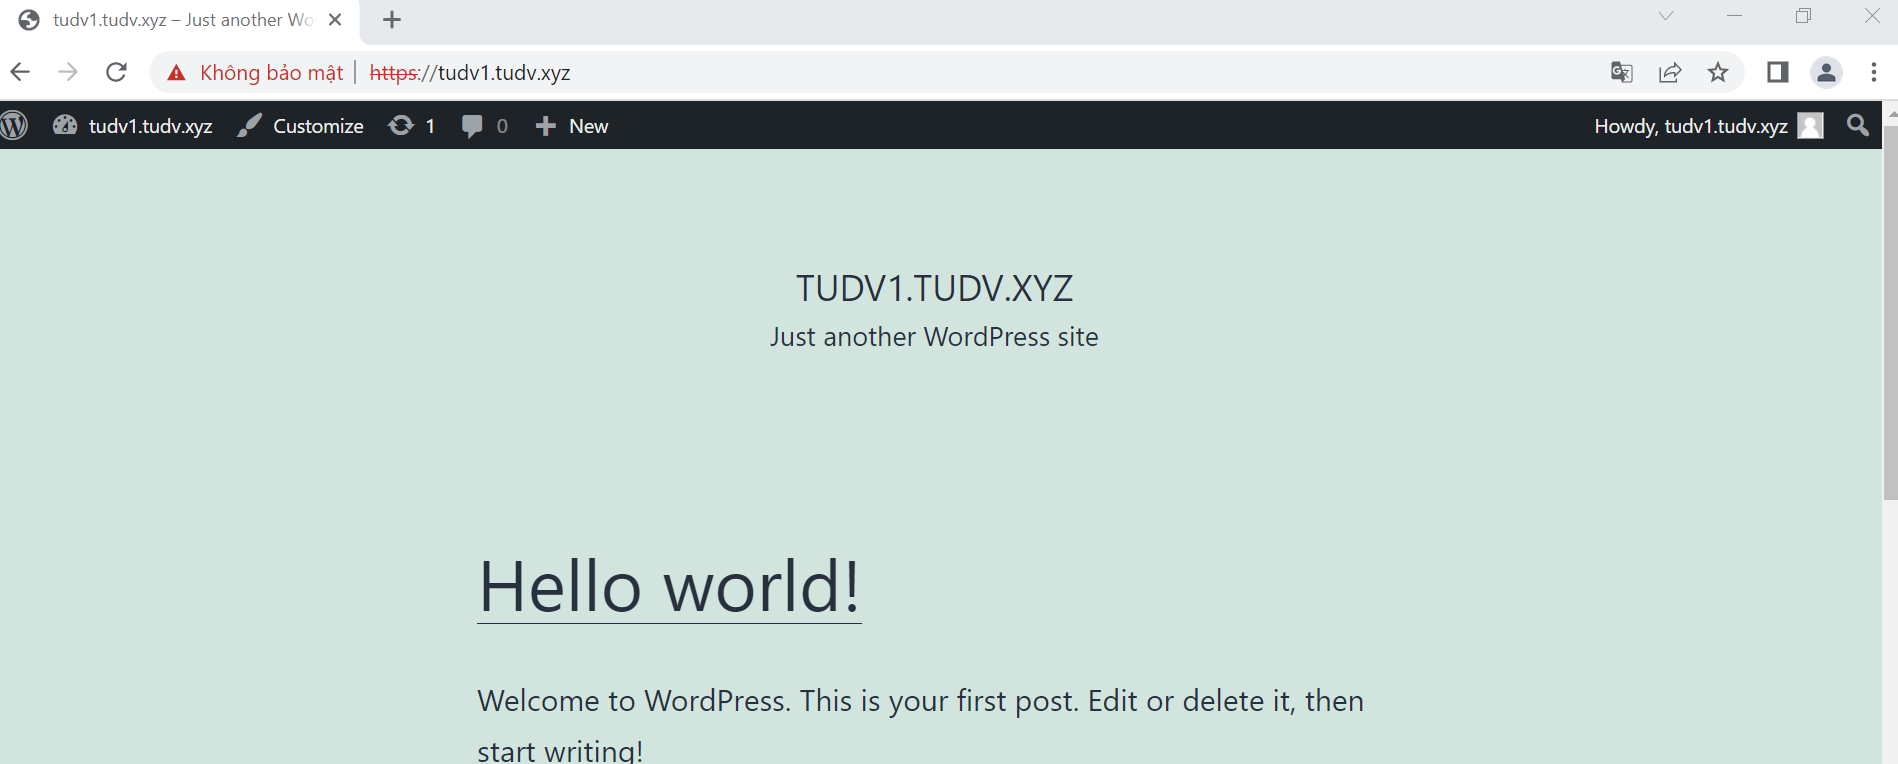 tudv1.tudv.xyz – Just another Wo
Không bảo mật https://tudv1.tudv.xyz
tudv1.tudv.xyz Customize 1 0 New Howdy, tudv1.tudv.xyz
TUDV1.TUDV.XYZ
Just another WordPress site
Hello world!
Welcome to WordPress. This is your first post. Edit or delete it, then
start writing!